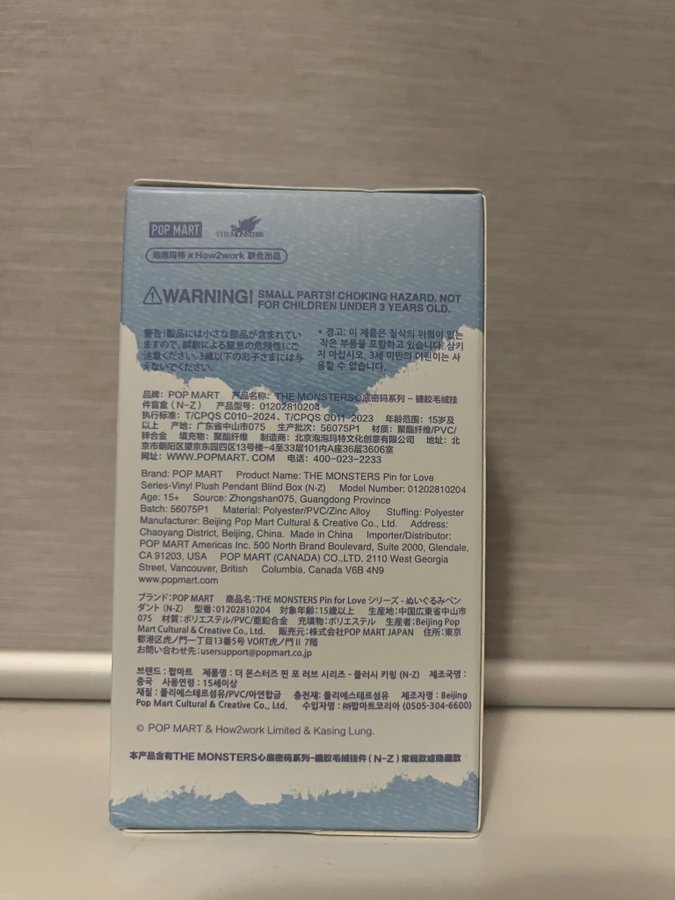 POP MART
THE MONSTERS
泡泡玛特 x How2work 联合出品
WARNING! SMALL PARTS! CHOKING HAZARD. NOT
FOR CHILDREN UNDER 3 YEARS OLD.
警告!製品には小さな部品が含まれてい
ますので、誤飲による窒息の危険性にご
注意ください。3歳以下のお子さまには与
えないでください。
* 경고: 이 제품은 질식의 위험이 있는
작은 부품을 포함하고 있습니다. 삼키
지 마십시오. 3세 미만의 어린이는 사
용할 수 없습니다.
品牌: POP MART 产品名称: THE MONSTERS心底密码系列 – 搪胶毛绒挂
件盲盒 (N–Z) 产品型号: 01202810204
执行标准: T/CPQS C010-2024、T/CPQS C011-2023 年龄范围: 15岁及
以上 产地: 广东省中山市075 生产批次: 56075P1 材质: 聚酯纤维/PVC/
锌合金 填充物: 聚酯纤维 制造商: 北京泡泡玛特文化创意有限公司 地址: 北
京市朝阳区望京东园四区13号楼-4至33层101内A座36层3606室
网址: WWW.POPMART.COM 电话: 400-023-2233
Brand: POP MART Product Name: THE MONSTERS Pin for Love
Series-Vinyl Plush Pendant Blind Box (N-Z) Model Number: 01202810204
Age: 15+ Source: Zhongshan075, Guangdong Province
Batch: 56075P1 Material: Polyester/PVC/Zinc Alloy Stuffing: Polyester
Manufacturer: Beijing Pop Mart Cultural & Creative Co., Ltd. Address:
Chaoyang District, Beijing, China. Made in China Importer/Distributor:
POP MART Americas Inc. 500 North Brand Boulevard, Suite 2000, Glendale,
CA 91203, USA POP MART (CANADA) CO.,LTD. 2110 West Georgia
Street, Vancouver, British Columbia, Canada V6B 4N9
www.popmart.com
ブランド：POP MART 商品名：THE MONSTERS Pin for Love シリーズ - ぬいぐるみペン
ダント (N-Z) 型番：01202810204 対象年齢：15歳以上 生産地：中国広東省中山市
075 材質：ポリエステル/PVC/亜鉛合金 充填物：ポリエステル 生産者：Beijing Pop
Mart Cultural & Creative Co., Ltd. 販売元：株式会社POP MART JAPAN 住所：東京
都港区虎ノ門一丁目13番5号 VORT虎ノ門Ⅱ 7階
お問い合わせ先：usersupport@popmart.co.jp
브랜드 : 팝마트 제품명 : 더 몬스터즈 핀 포 러브 시리즈 - 플러시 키링 (N-Z) 제조국명 :
중국 사용연령 : 15세이상
재질 : 폴리에스테르섬유/PVC/아연합금 충전재: 폴리에스테르섬유 제조자명 : Beijing
Pop Mart Cultural & Creative Co., Ltd. 수입자명 : ㈜팝마트코리아 (0505-304-6600)
© POP MART & How2work Limited & Kasing Lung.
本产品含有THE MONSTERS心底密码系列–搪胶毛绒挂件 (N–Z) 常规款或隐藏款